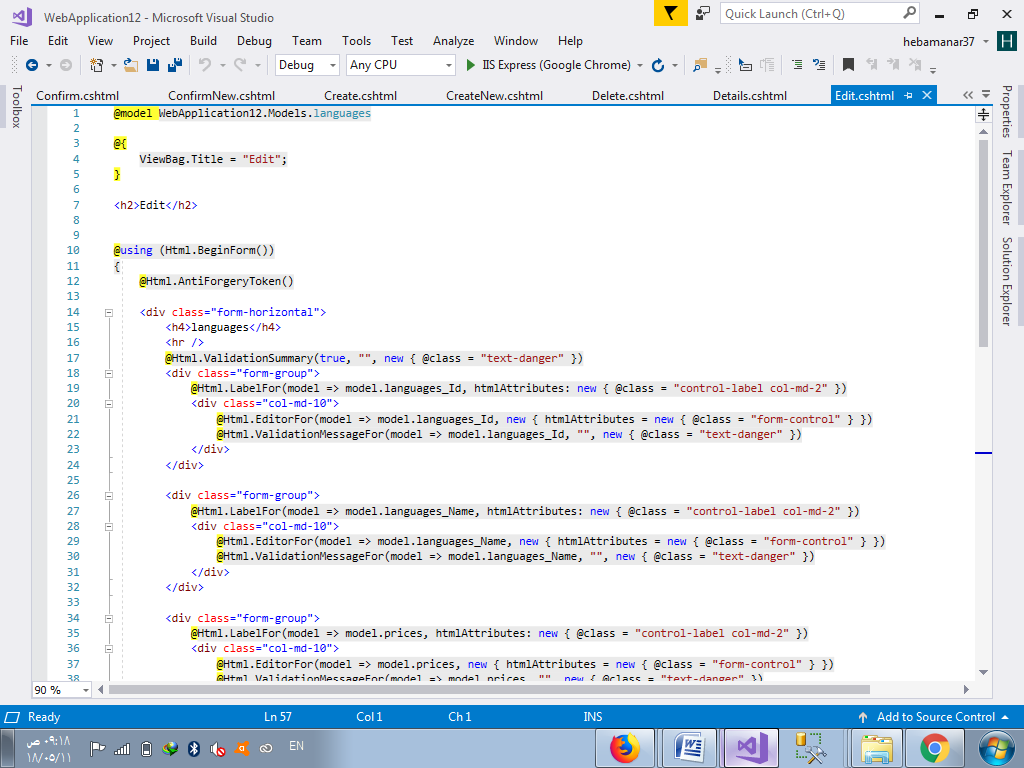 WebApplication12 - Microsoft Visual Studio
Quick Launch (Ctrl+Q)
File Edit View Project Build Debug Team Tools Test Analyze Window Help
hebamanar37
H
Debug
Any CPU
IIS Express (Google Chrome)
Toolbox
Confirm.cshtml ConfirmNew.cshtml Create.cshtml CreateNew.cshtml Delete.cshtml Details.cshtml Edit.cshtml
Properties
Team Explorer
Solution Explorer
1 @model WebApplication12.Models.languages
2
3 @{
4 ViewBag.Title = "Edit";
5 }
6
7 <h2>Edit</h2>
8
9
10 @using (Html.BeginForm())
11 {
12 @Html.AntiForgeryToken()
13
14 <div class="form-horizontal">
15 <h4>languages</h4>
16 <hr />
17 @Html.ValidationSummary(true, "", new { @class = "text-danger" })
18 <div class="form-group">
19 @Html.LabelFor(model => model.languages_Id, htmlAttributes: new { @class = "control-label col-md-2" })
20 <div class="col-md-10">
21 @Html.EditorFor(model => model.languages_Id, new { htmlAttributes = new { @class = "form-control" } })
22 @Html.ValidationMessageFor(model => model.languages_Id, "", new { @class = "text-danger" })
23 </div>
24 </div>
25
26 <div class="form-group">
27 @Html.LabelFor(model => model.languages_Name, htmlAttributes: new { @class = "control-label col-md-2" })
28 <div class="col-md-10">
29 @Html.EditorFor(model => model.languages_Name, new { htmlAttributes = new { @class = "form-control" } })
30 @Html.ValidationMessageFor(model => model.languages_Name, "", new { @class = "text-danger" })
31 </div>
32 </div>
33
34 <div class="form-group">
35 @Html.LabelFor(model => model.prices, htmlAttributes: new { @class = "control-label col-md-2" })
36 <div class="col-md-10">
37 @Html.EditorFor(model => model.prices, new { htmlAttributes = new { @class = "form-control" } })
38 @Html.ValidationMessageFor(model => model.prices, "", new { @class = "text-danger" })
90 %
Ready Ln 57 Col 1 Ch 1 INS Add to Source Control
٠٩:١٨ ص
١٨/٠٥/١١
EN